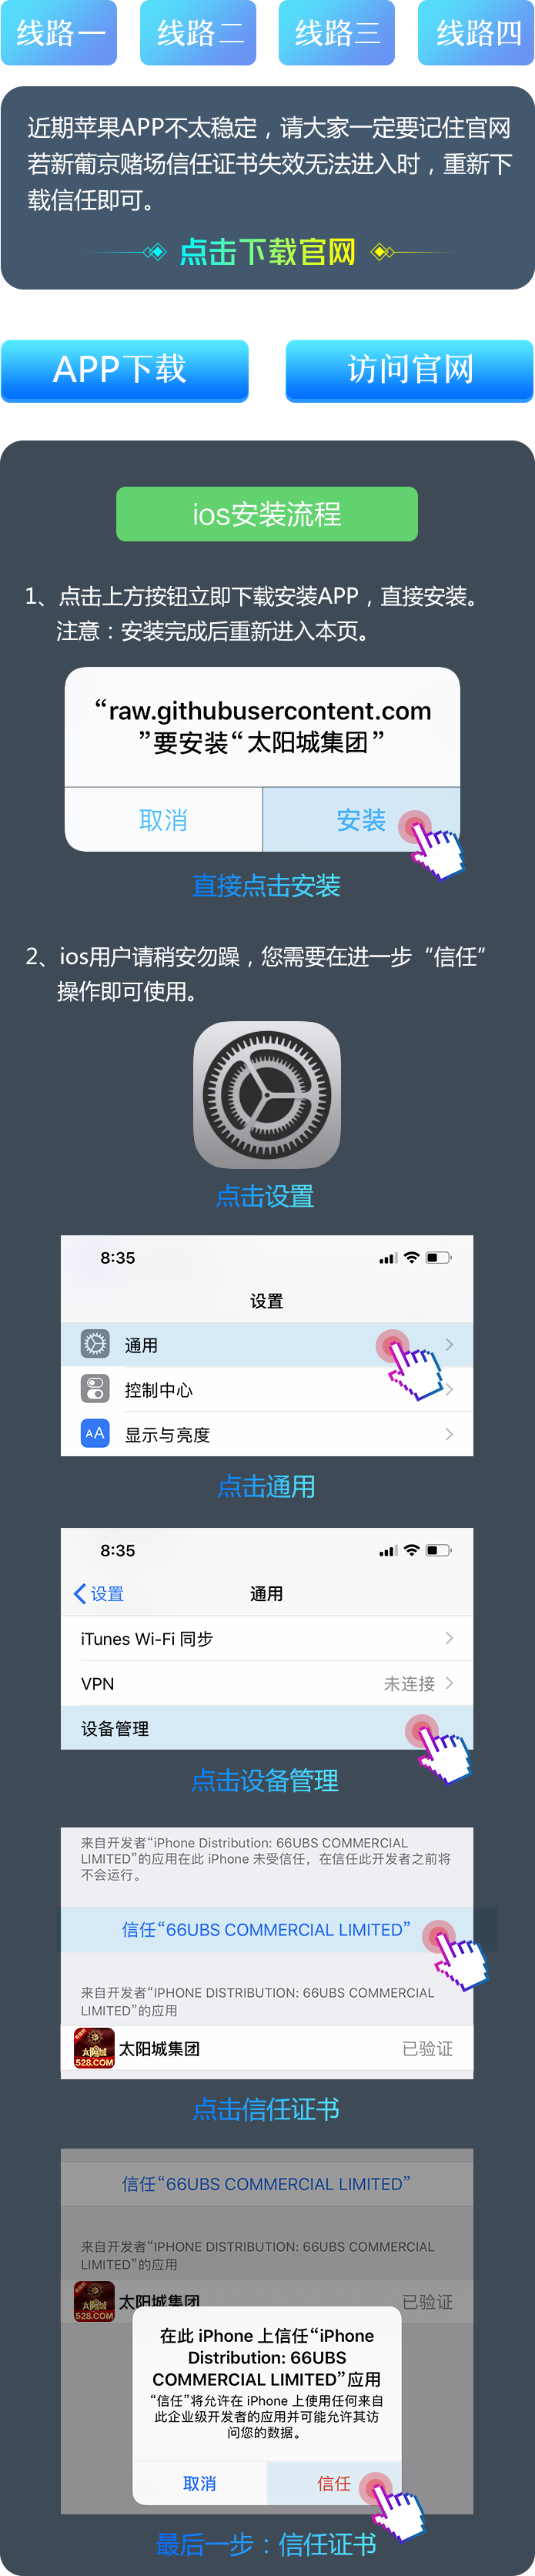 线路一 线路二 线路三 线路四
近期苹果APP不太稳定，请大家一定要记住官网
若新葡京赌场信任证书失效无法进入时，重新下
载信任即可。
点击下载官网
APP下载 访问官网
ios安装流程
1、点击上方按钮立即下载安装APP，直接安装。
注意：安装完成后重新进入本页。
“raw.githubusercontent.com
”要安装“太阳城集团”
取消 安装
直接点击安装
2、ios用户请稍安勿躁，您需要在进一步“信任”
操作即可使用。
点击设置
8:35
设置
通用
控制中心
AA 显示与亮度
点击通用
8:35
设置 通用
iTunes Wi-Fi 同步
VPN 未连接
设备管理
点击设备管理
来自开发者“iPhone Distribution: 66UBS COMMERCIAL
LIMITED”的应用在此 iPhone 未受信任，在信任此开发者之前将
不会运行。
信任“66UBS COMMERCIAL LIMITED”
来自开发者“IPHONE DISTRIBUTION: 66UBS COMMERCIAL
LIMITED”的应用
太阳城
528.COM
太阳城集团 已验证
点击信任证书
信任“66UBS COMMERCIAL LIMITED”
来自开发者“IPHONE DISTRIBUTION: 66UBS COMMERCIAL
LIMITED”的应用
太阳城
528.COM
太阳城集团 已验证
在此 iPhone 上信任“iPhone
Distribution: 66UBS
COMMERCIAL LIMITED”应用
“信任”将允许在 iPhone 上使用任何来自
此企业级开发者的应用并可能允许其访
问您的数据。
取消 信任
最后一步：信任证书